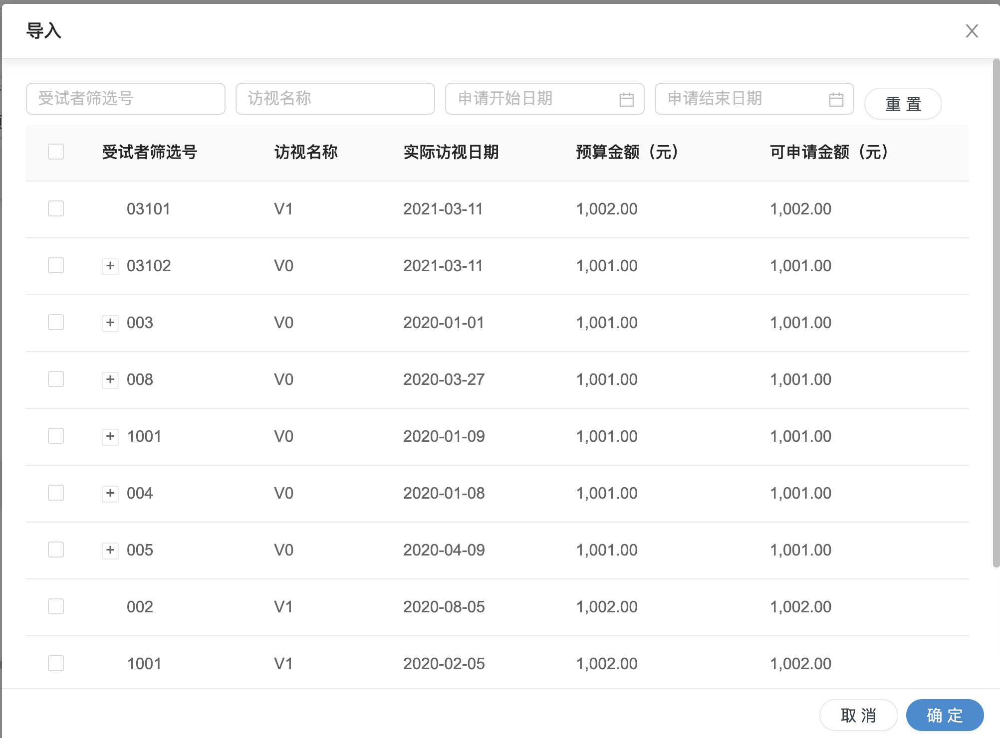 导入
受试者筛选号 访视名称 申请开始日期 申请结束日期 重置
受试者筛选号 访视名称 实际访视日期 预算金额（元） 可申请金额（元）
03101 V1 2021-03-11 1,002.00 1,002.00
+ 03102 V0 2021-03-11 1,001.00 1,001.00
+ 003 V0 2020-01-01 1,001.00 1,001.00
+ 008 V0 2020-03-27 1,001.00 1,001.00
+ 1001 V0 2020-01-09 1,001.00 1,001.00
+ 004 V0 2020-01-08 1,001.00 1,001.00
+ 005 V0 2020-04-09 1,001.00 1,001.00
002 V1 2020-08-05 1,002.00 1,002.00
1001 V1 2020-02-05 1,002.00 1,002.00
取消 确定